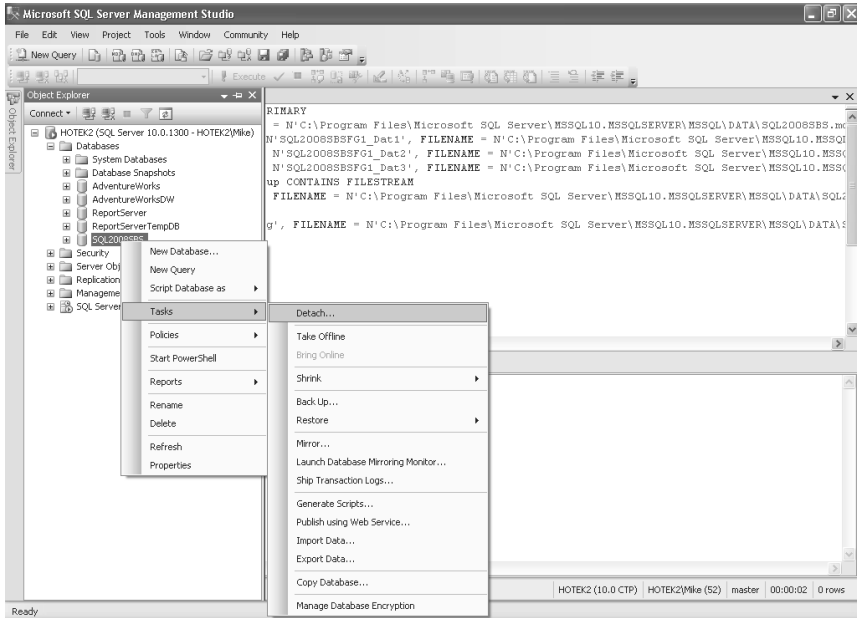 Microsoft SQL Server Management Studio
File Edit View Project Tools Window Community Help
New Query
Execute
Object Explorer
Object Explorer
Connect
HOTEK2 (SQL Server 10.0.1300 - HOTEK2\Mike)
Databases
System Databases
Database Snapshots
AdventureWorks
AdventureWorksDW
ReportServer
ReportServerTempDB
SQL2008SBS
Security
Server Obj
Replication
Manageme
SQL Server
RIMARY
= N'C:\Program Files\Microsoft SQL Server\MSSQL10.MSSQLSERVER\MSSQL\DATA\SQL2008SBS.md
N'SQL2008SBSFG1_Dat1', FILENAME = N'C:\Program Files\Microsoft SQL Server\MSSQL10.MSSQ
N'SQL2008SBSFG1_Dat2', FILENAME = N'C:\Program Files\Microsoft SQL Server\MSSQL10.MSSQ
N'SQL2008SBSFG1_Dat3', FILENAME = N'C:\Program Files\Microsoft SQL Server\MSSQL10.MSSQ
up CONTAINS FILESTREAM
FILENAME = N'C:\Program Files\Microsoft SQL Server\MSSQL10.MSSQLSERVER\MSSQL\DATA\SQL2
g', FILENAME = N'C:\Program Files\Microsoft SQL Server\MSSQL10.MSSQLSERVER\MSSQL\DATA\S
New Database...
New Query
Script Database as
Tasks
Policies
Start PowerShell
Reports
Rename
Delete
Refresh
Properties
Detach...
Take Offline
Bring Online
Shrink
Back Up...
Restore
Mirror...
Launch Database Mirroring Monitor...
Ship Transaction Logs...
Generate Scripts...
Publish using Web Service...
Import Data...
Export Data...
Copy Database...
Manage Database Encryption
HOTEK2 (10.0 CTP) HOTEK2\Mike (52) master 00:00:02 0 rows
Ready